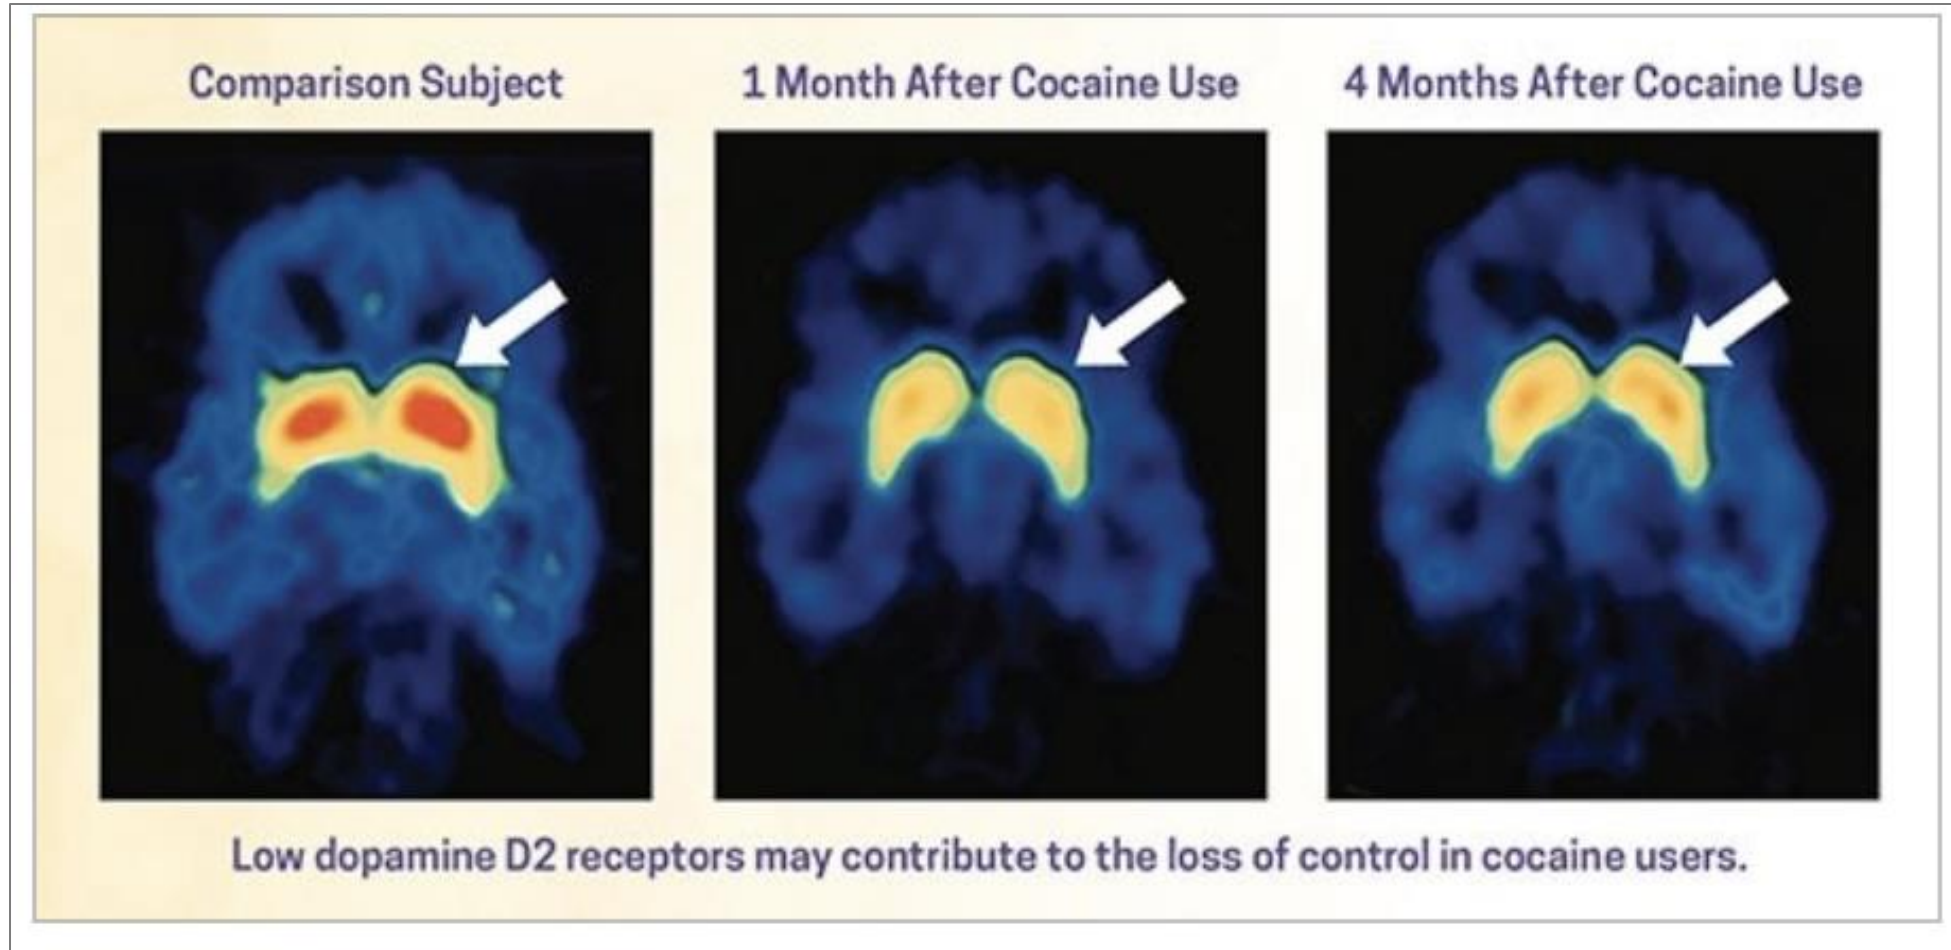 Comparison Subject
1 Month After Cocaine Use
4 Months After Cocaine Use
Low dopamine D2 receptors may contribute to the loss of control in cocaine users.